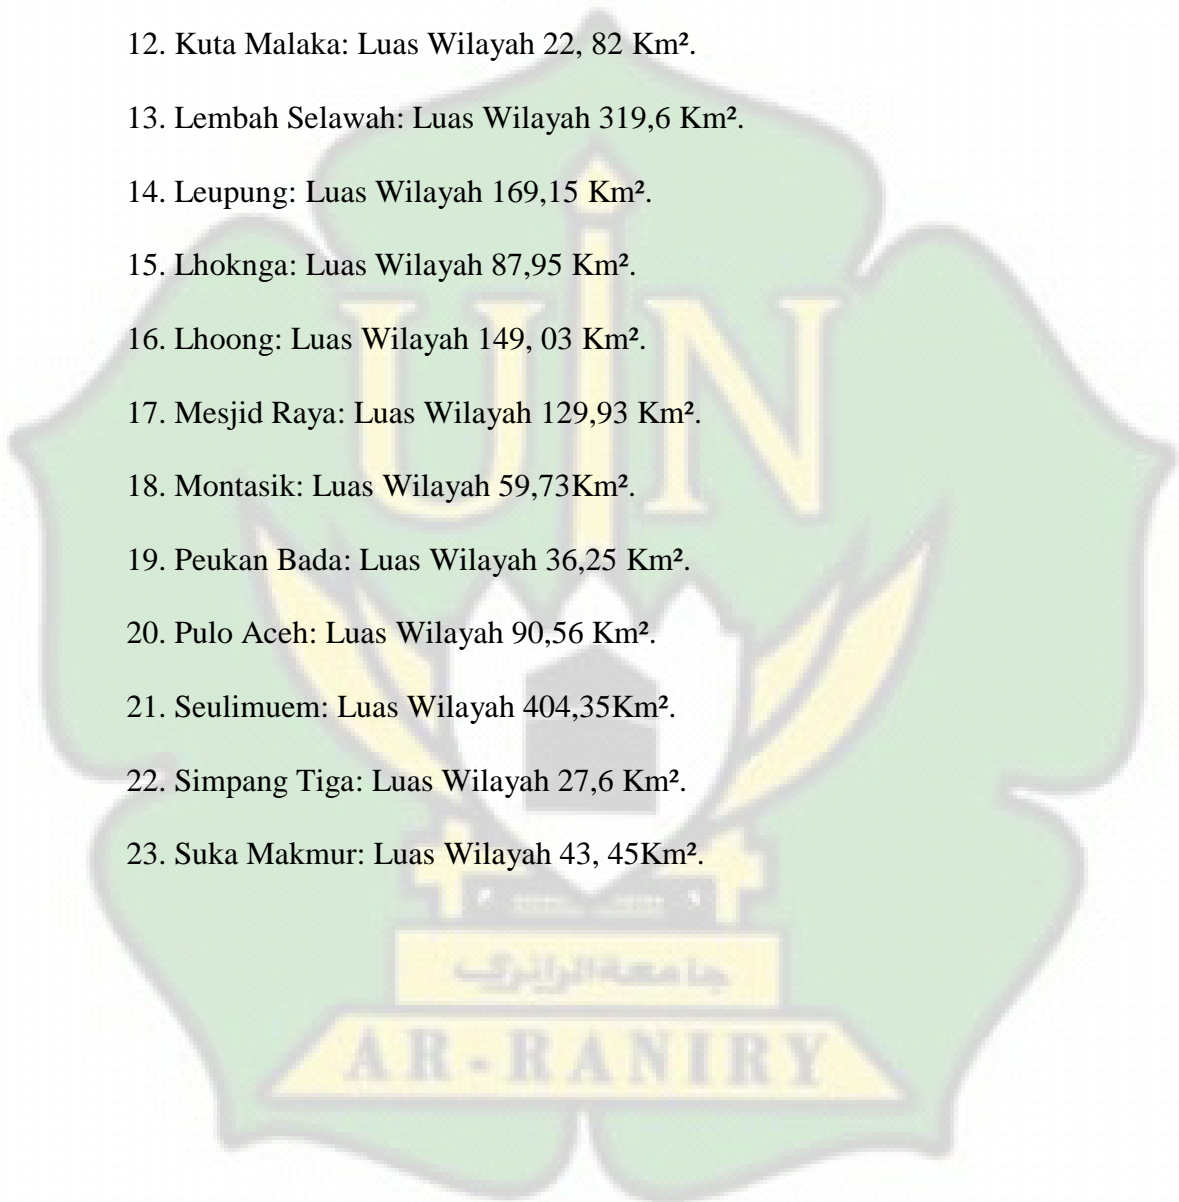 12. Kuta Malaka: Luas Wilayah 22, 82 Km².
13. Lembah Selawah: Luas Wilayah 319,6 Km².
14. Leupung: Luas Wilayah 169,15 Km².
15. Lhoknga: Luas Wilayah 87,95 Km².
16. Lhoong: Luas Wilayah 149, 03 Km².
17. Mesjid Raya: Luas Wilayah 129,93 Km².
18. Montasik: Luas Wilayah 59,73Km².
19. Peukan Bada: Luas Wilayah 36,25 Km².
20. Pulo Aceh: Luas Wilayah 90,56 Km².
21. Seulimuem: Luas Wilayah 404,35Km².
22. Simpang Tiga: Luas Wilayah 27,6 Km².
23. Suka Makmur: Luas Wilayah 43, 45Km².
UIN
جامعة الرانري
AR-RANIRY